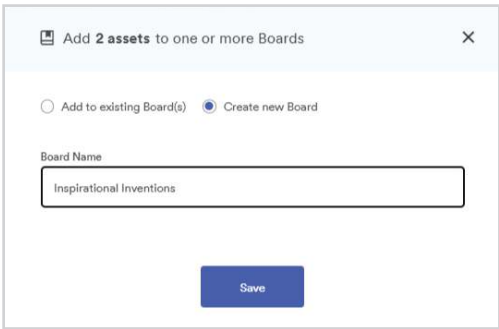 Add 2 assets to one or more Boards
Add to existing Board(s) Create new Board
Board Name
Inspirational Inventions
Save